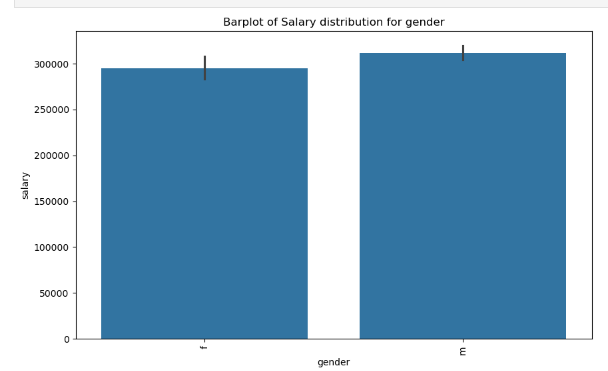 Barplot of Salary distribution for gender
300000
250000
200000
150000
100000
50000
0
salary
f
m
gender